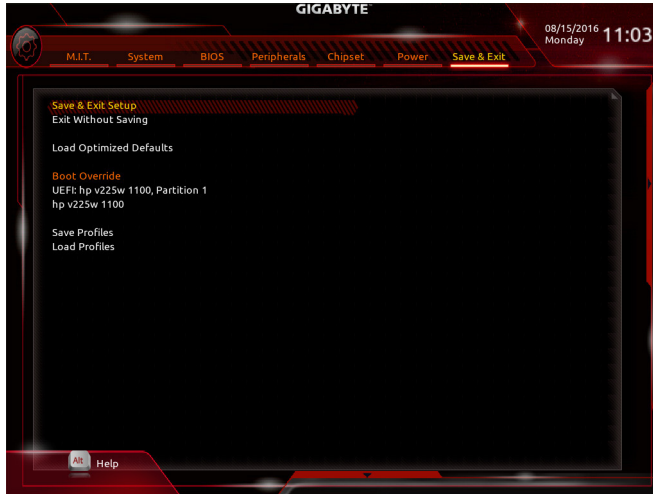 GIGABYTE
08/15/2016
Monday
11:03
M.I.T. System BIOS Peripherals Chipset Power Save & Exit
Save & Exit Setup
Exit Without Saving
Load Optimized Defaults
Boot Override
UEFI: hp v225w 1100, Partition 1
hp v225w 1100
Save Profiles
Load Profiles
Alt Help